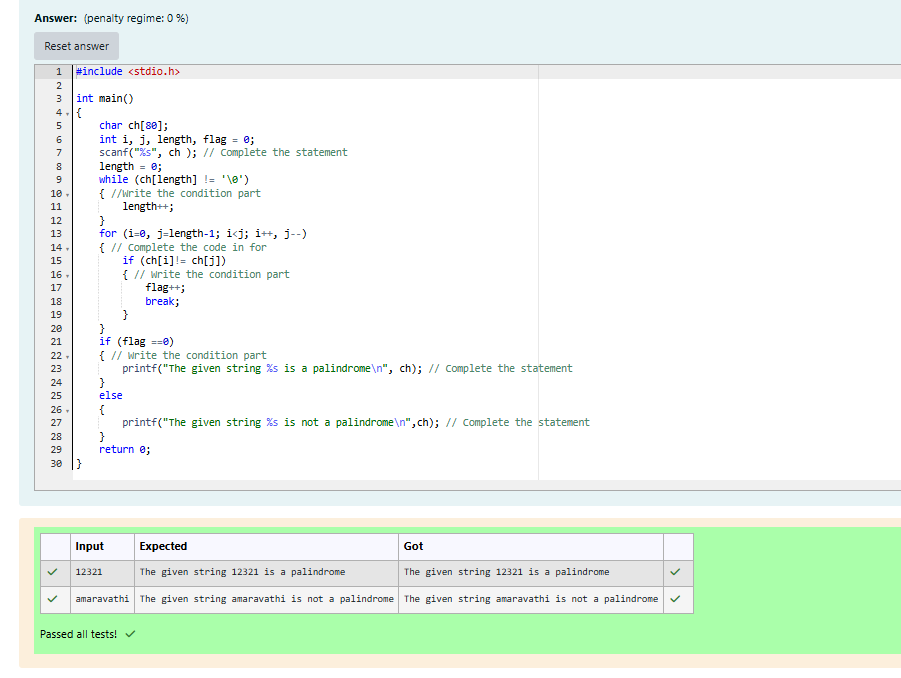 Answer: (penalty regime: 0 %)
Reset answer
1 #include <stdio.h>
2
3 int main()
4 {
5     char ch[80];
6     int i, j, length, flag = 0;
7     scanf("%s", ch ); // Complete the statement
8     length = 0;
9     while (ch[length] != '\0')
10     { //Write the condition part
11         length++;
12     }
13     for (i=0, j=length-1; i<j; i++, j--)
14     { // Complete the code in for
15         if (ch[i]!= ch[j])
16         { // Write the condition part
17             flag++;
18             break;
19         }
20     }
21     if (flag ==0)
22     { // Write the condition part
23         printf("The given string %s is a palindrome\n", ch); // Complete the statement
24     }
25     else
26     {
27         printf("The given string %s is not a palindrome\n",ch); // Complete the statement
28     }
29     return 0;
30 }
Input Expected Got
12321 The given string 12321 is a palindrome The given string 12321 is a palindrome
amaravathi The given string amaravathi is not a palindrome The given string amaravathi is not a palindrome
Passed all tests!